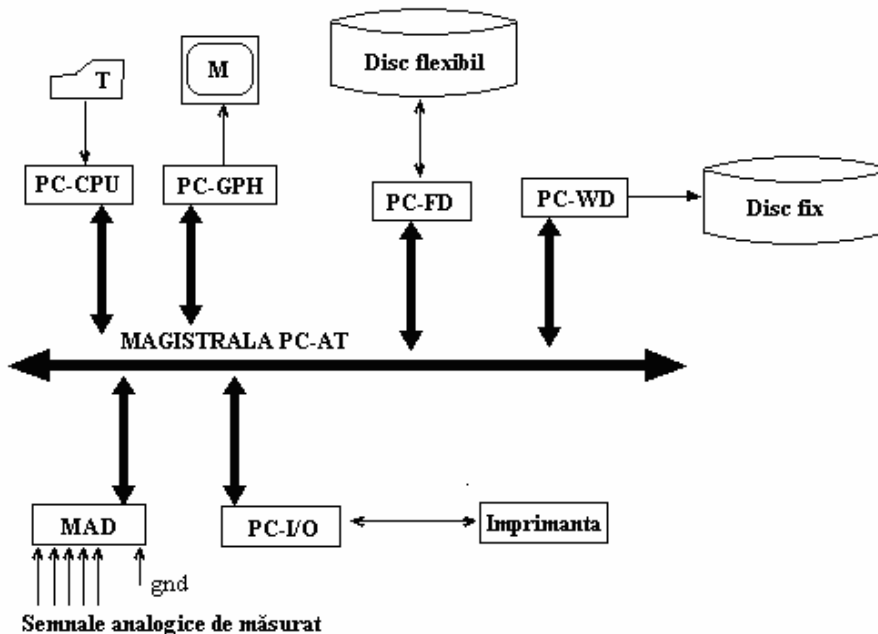 T
M
Disc flexibil
PC-CPU
PC-GPH
PC-FD
PC-WD
Disc fix
MAGISTRALA PC-AT
MAD
PC-I/O
Imprimanta
gnd
Semnale analogice de măsurat